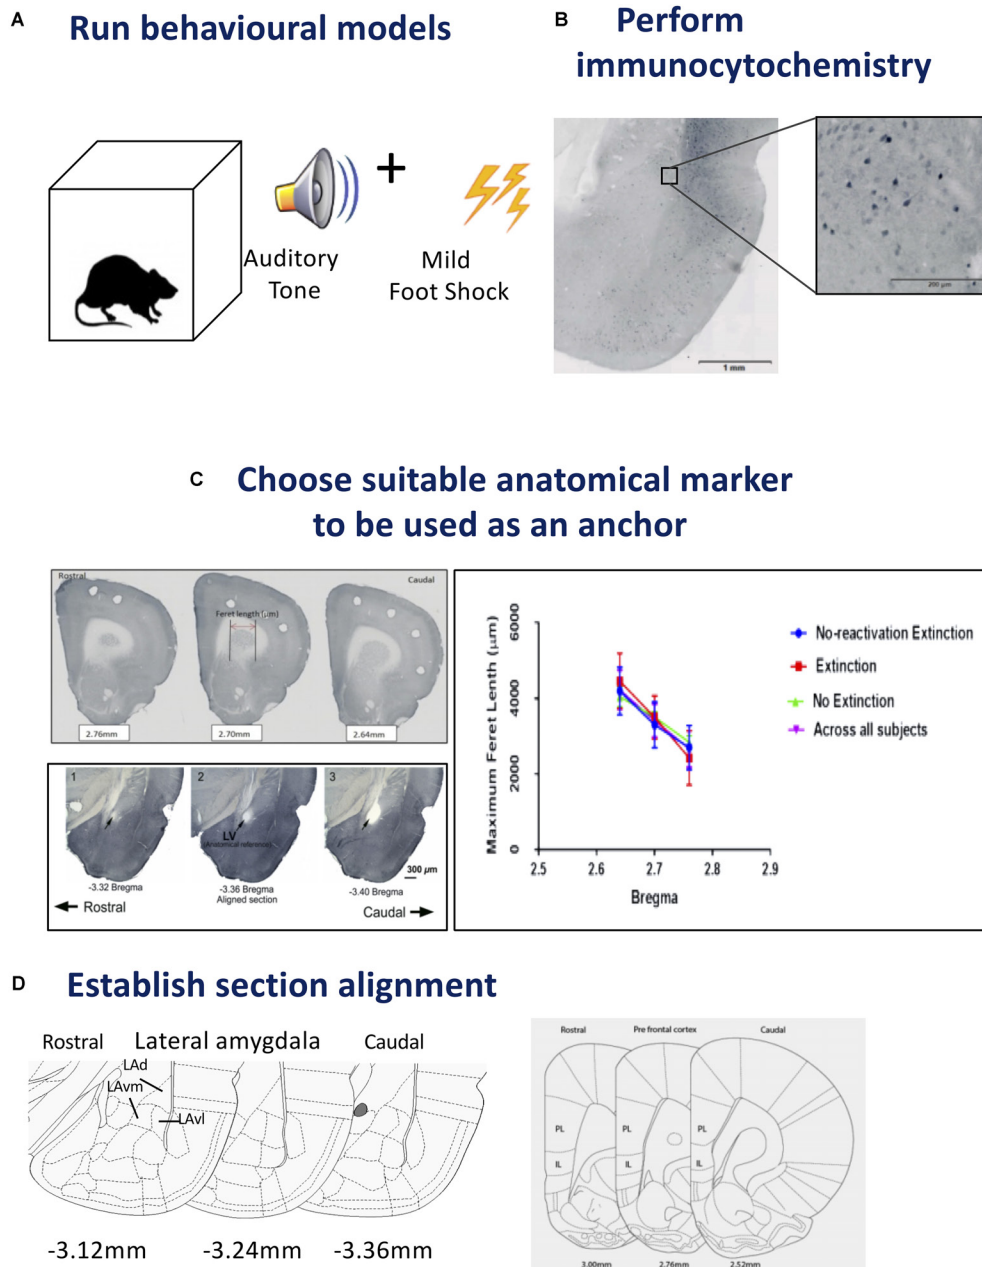 A
Run behavioural models
+
Auditory
Tone
Mild
Foot Shock
B
Perform
immunocytochemistry
200 µm
1 mm
C
Choose suitable anatomical marker
to be used as an anchor
Rostral
Caudal
Feret length (µm)
2.76mm
2.70mm
2.64mm
1
2
3
LV
(Anatomical reference)
300 µm
-3.32 Bregma
-3.36 Bregma
Aligned section
-3.40 Bregma
Rostral
Caudal
Maximum Feret Lenth (µm)
6000
4000
2000
0
2.5
2.6
2.7
2.8
2.9
Bregma
No-reactivation Extinction
Extinction
No Extinction
Across all subjects
D
Establish section alignment
Rostral
Lateral amygdala
Caudal
LAd
LAvm
LAvl
-3.12mm
-3.24mm
-3.36mm
Rostral
Pre frontal cortex
Caudal
PL
PL
PL
IL
IL
IL
3.00mm
2.76mm
2.52mm